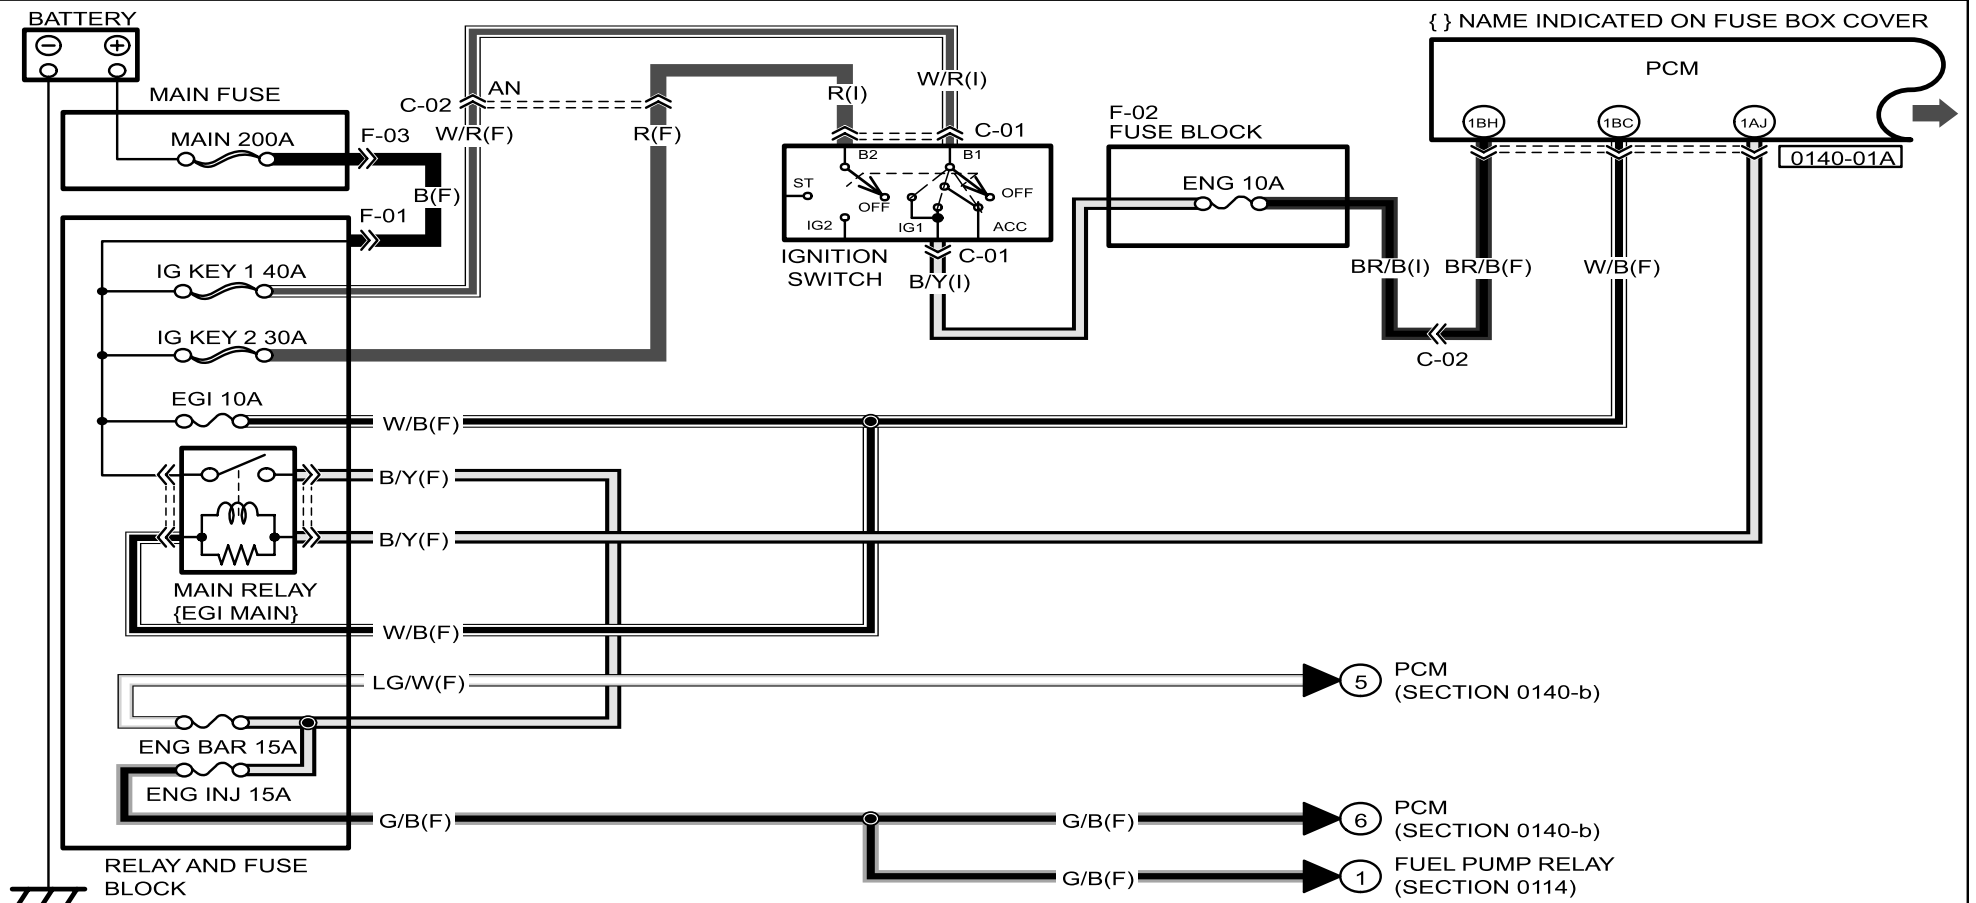 BATTERY
{ } NAME INDICATED ON FUSE BOX COVER
PCM
MAIN FUSE
MAIN 200A
F-03
B(F)
F-01
C-02
AN
W/R(F)
R(F)
R(I)
W/R(I)
C-01
B2
B1
ST
OFF
OFF
IG2
IG1
ACC
IGNITION
SWITCH
C-01
B/Y(I)
F-02
FUSE BLOCK
ENG 10A
1BH
1BC
1AJ
0140-01A
BR/B(I)
BR/B(F)
W/B(F)
C-02
IG KEY 1 40A
IG KEY 2 30A
EGI 10A
W/B(F)
B/Y(F)
B/Y(F)
MAIN RELAY
{EGI MAIN}
W/B(F)
LG/W(F)
5
PCM
(SECTION 0140-b)
ENG BAR 15A
ENG INJ 15A
G/B(F)
G/B(F)
6
PCM
(SECTION 0140-b)
G/B(F)
1
FUEL PUMP RELAY
(SECTION 0114)
RELAY AND FUSE
BLOCK